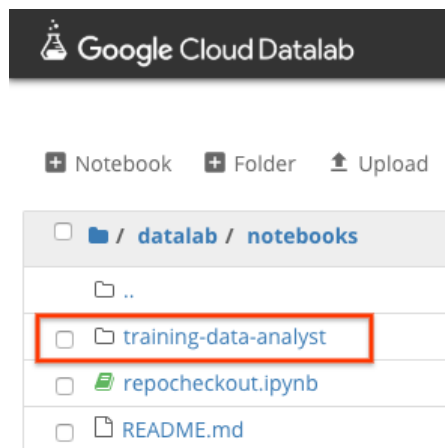 Google Cloud Datalab
Notebook Folder Upload
/ datalab / notebooks
..
training-data-analyst
repocheckout.ipynb
README.md